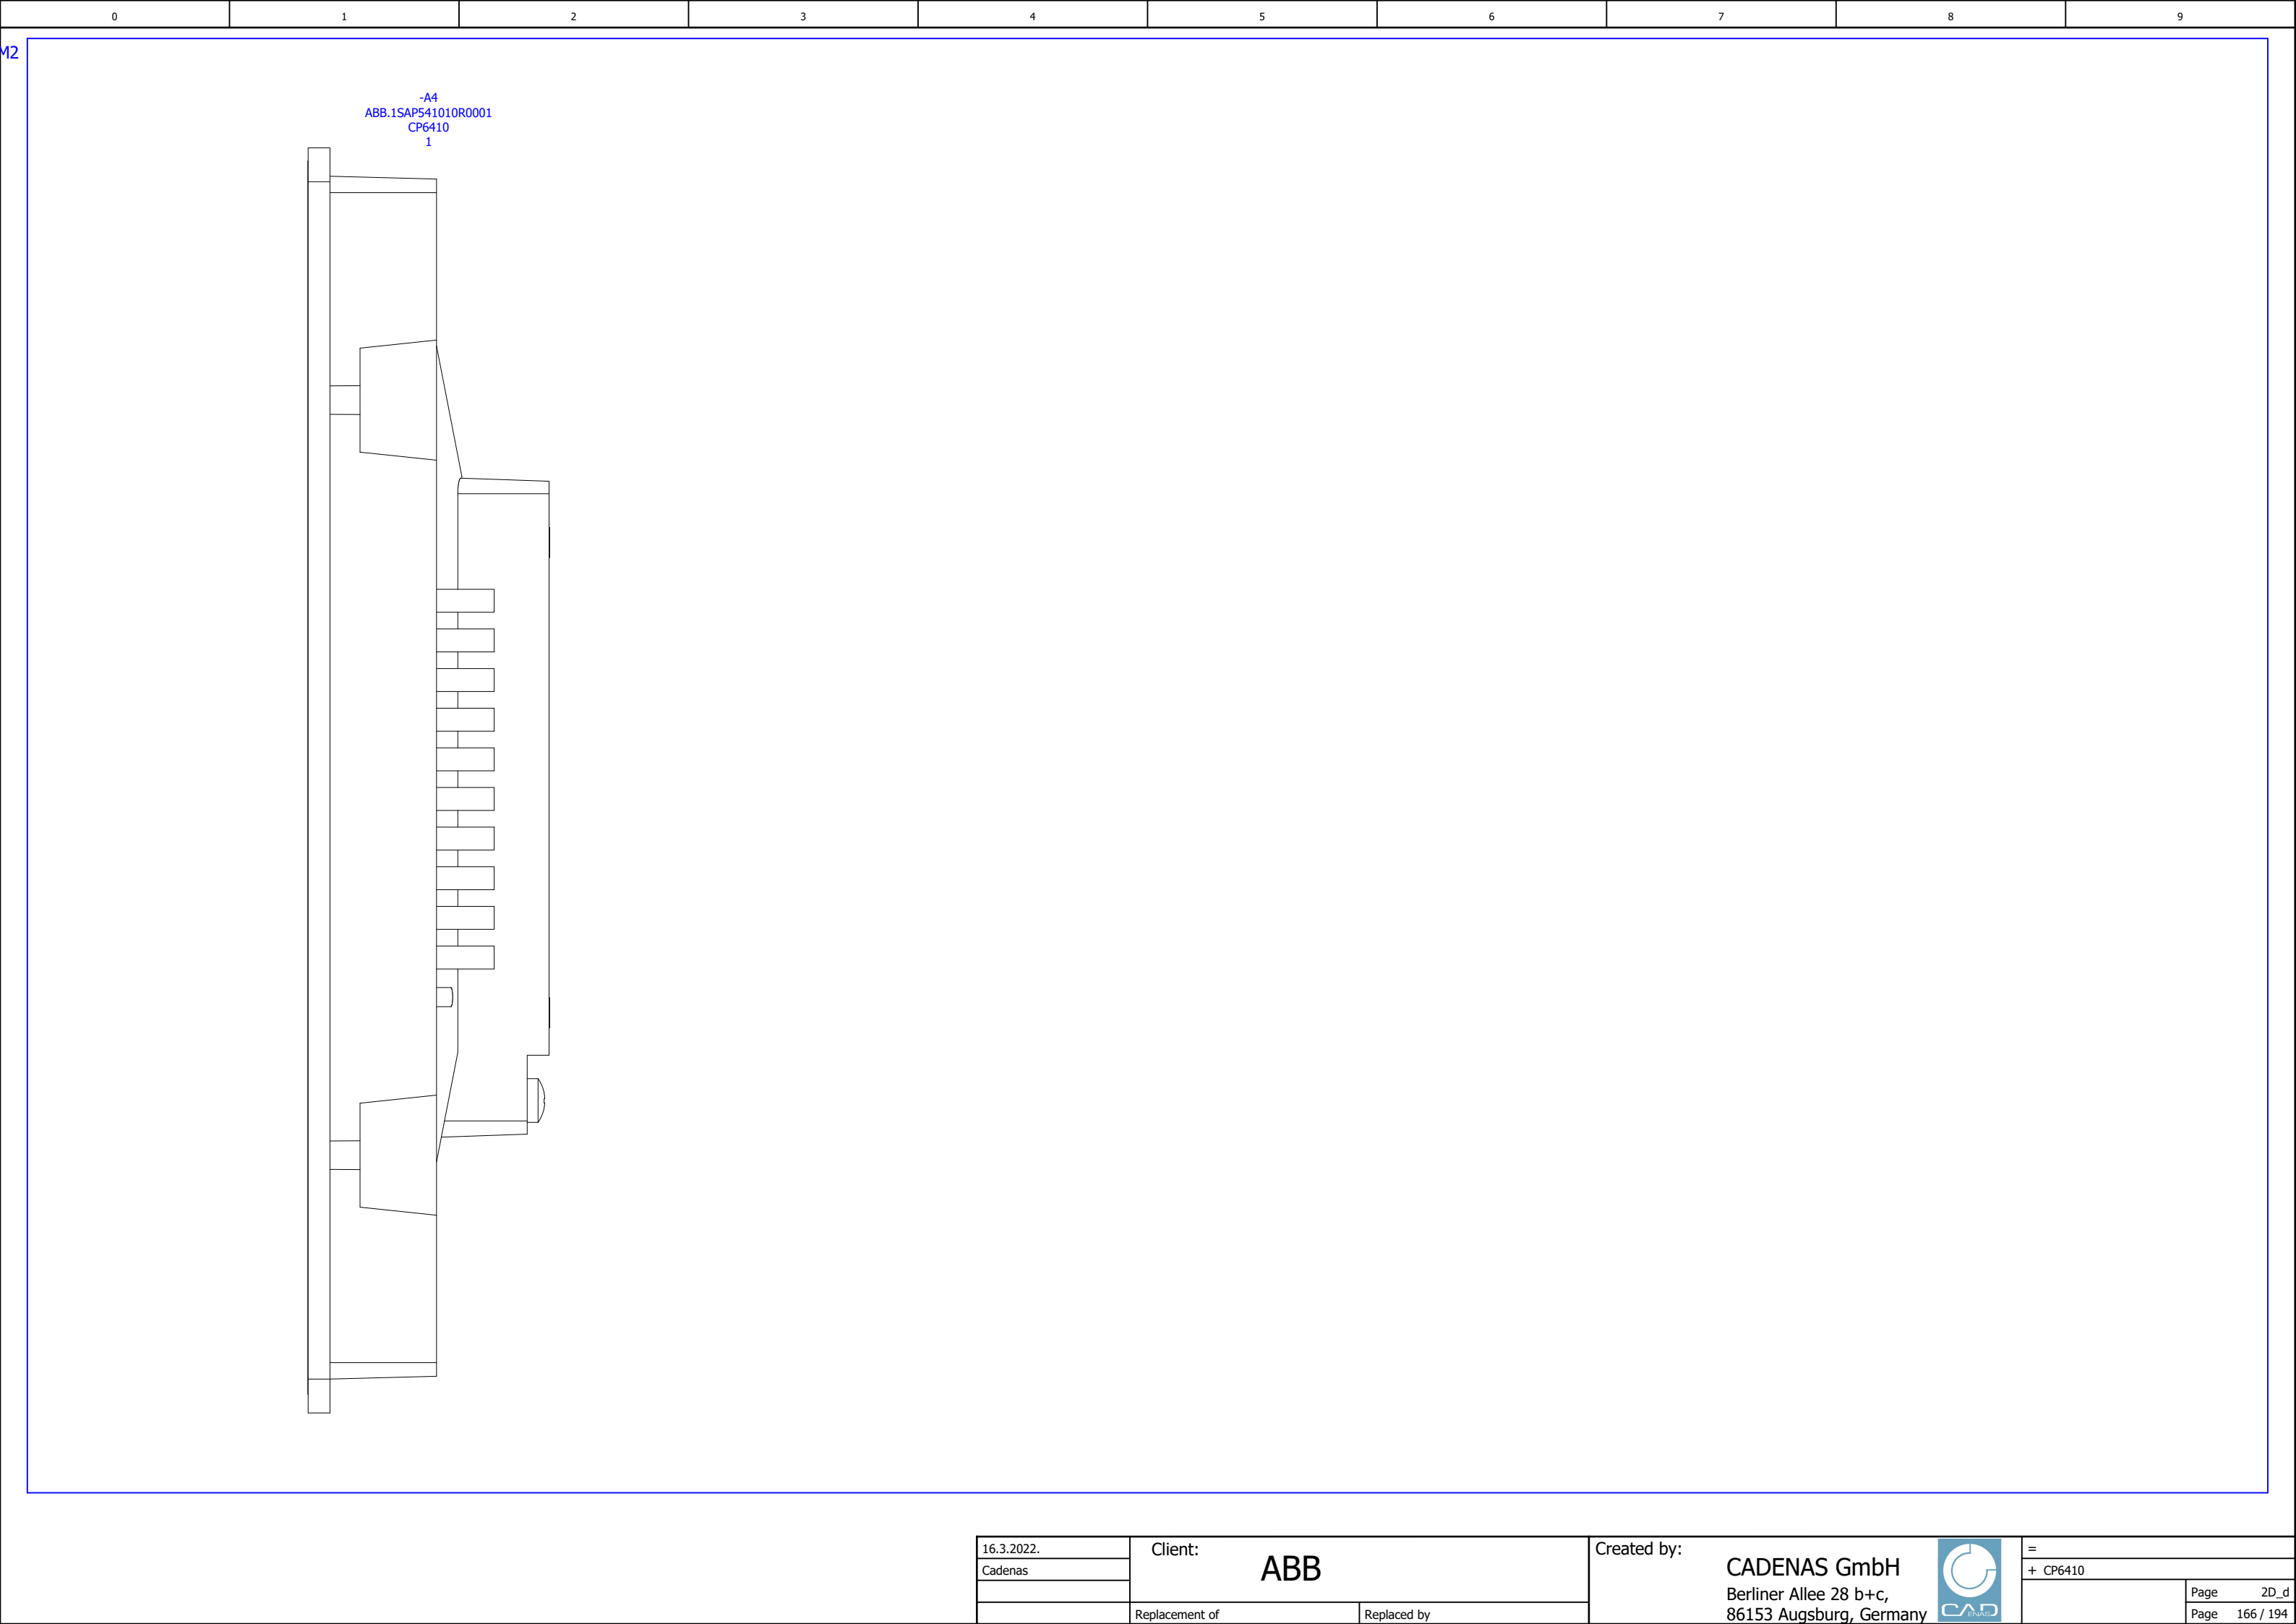 0 1 2 3 4 5 6 7 8 9
M2
-A4
ABB.1SAP541010R0001
CP6410
1
16.3.2022.
Cadenas
Client:
ABB
Replacement of
Replaced by
Created by:
CADENAS GmbH
Berliner Allee 28 b+c,
86153 Augsburg, Germany
CADENAS
=
+ CP6410
Page 2D_d
Page 166 / 194